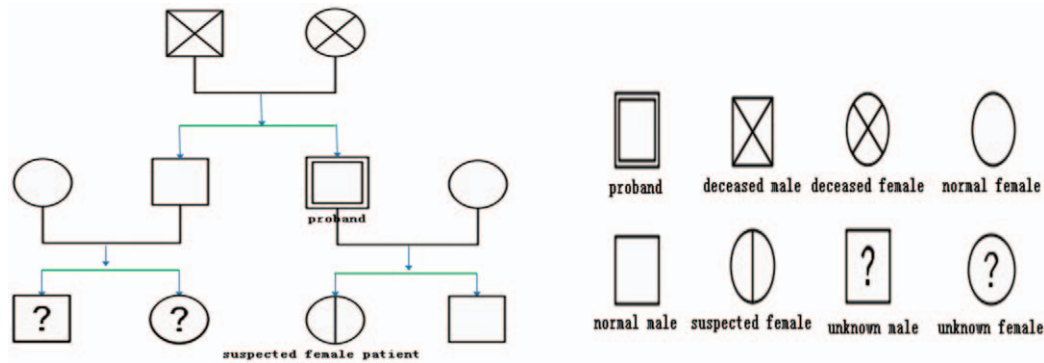 proband
? ? 
suspected female patient
proband deceased male deceased female normal female
? ?
normal male suspected female unknown male unknown female